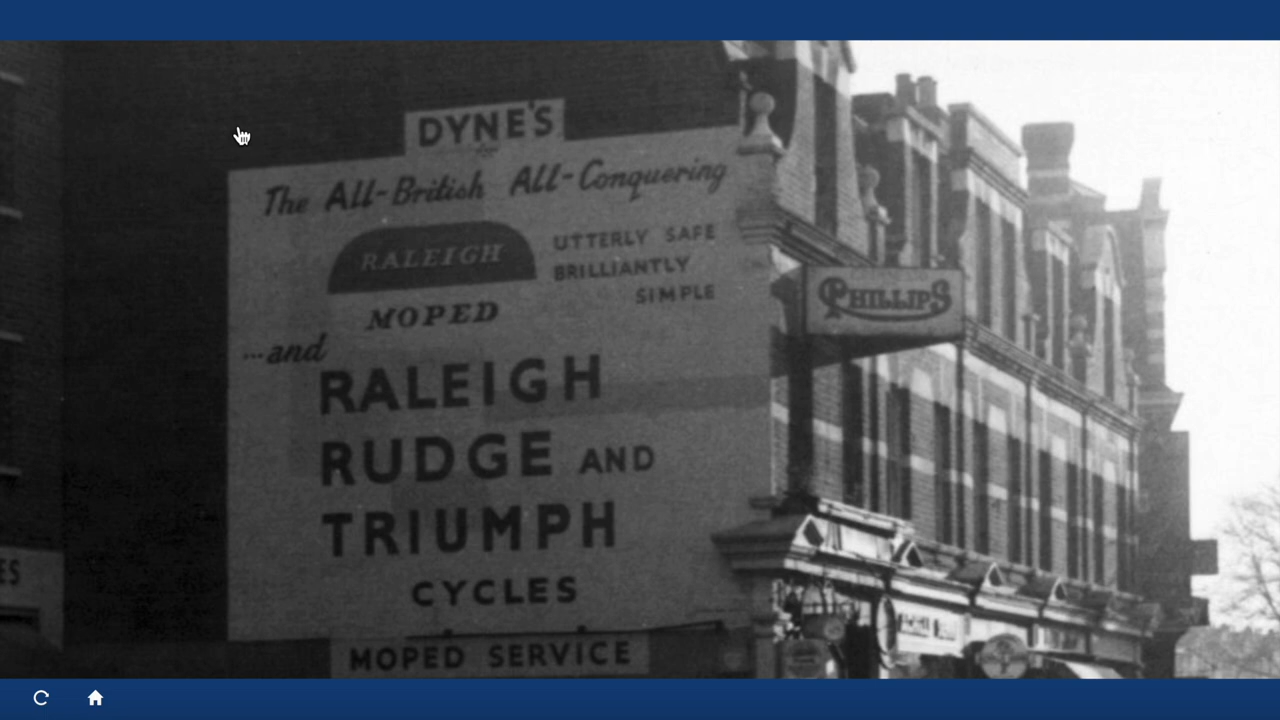 DYNE'S
for
The All-British All-Conquering
RALEIGH
MOPED
UTTERLY SAFE
BRILLIANTLY
SIMPLE
...and
RALEIGH
RUDGE AND
TRIUMPH
CYCLES
MOPED SERVICE
PHILLIPS
ES